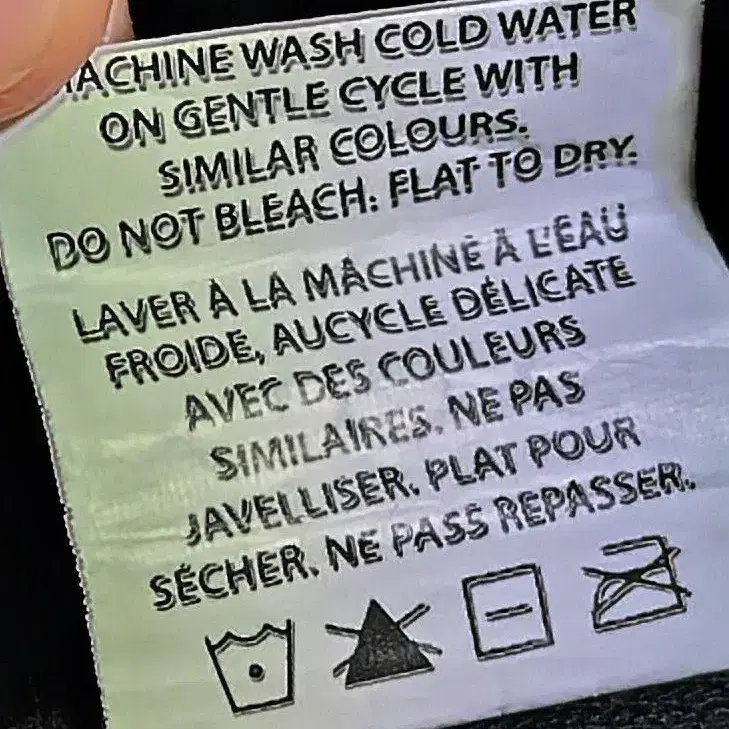 MACHINE WASH COLD WATER
ON GENTLE CYCLE WITH
SIMILAR COLOURS.
DO NOT BLEACH. FLAT TO DRY.
LAVER À LA MACHINE À L'EAU
FROIDE, AUCYCLE DÉLICATE
AVEC DES COULEURS
SIMILAIRES. NE PAS
JAVELLISER. PLAT POUR
SÉCHER. NE PASS REPASSER.